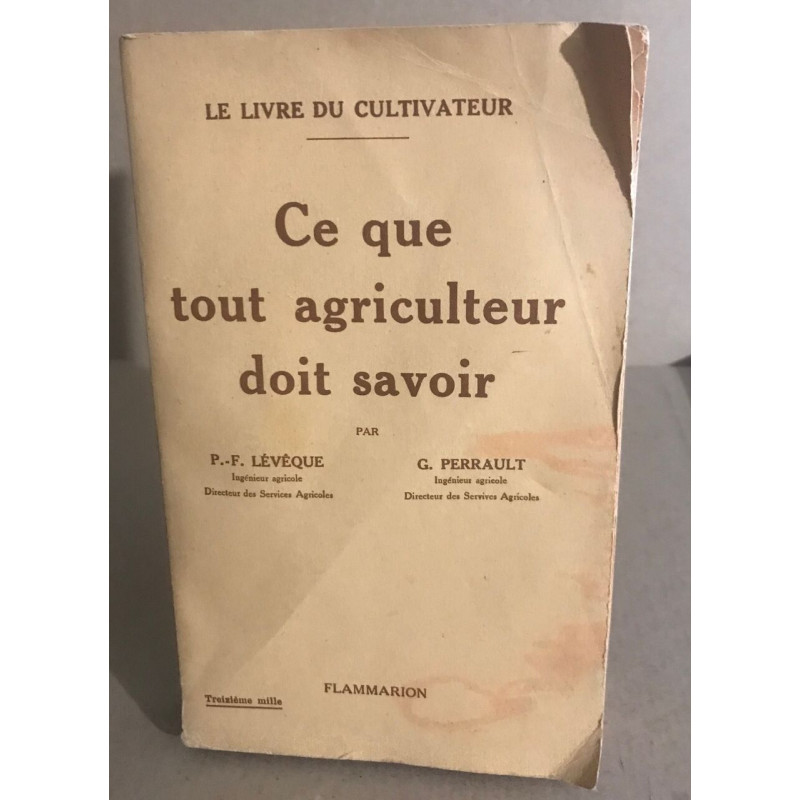 LE LIVRE DU CULTIVATEUR
Ce que
tout agriculteur
doit savoir
PAR
P.-F. LÉVÊQUE
Ingénieur agricole
Directeur des Services Agricoles
G. PERRAULT
Ingénieur agricole
Directeur des Servives Agricoles
Treizième mille
FLAMMARION